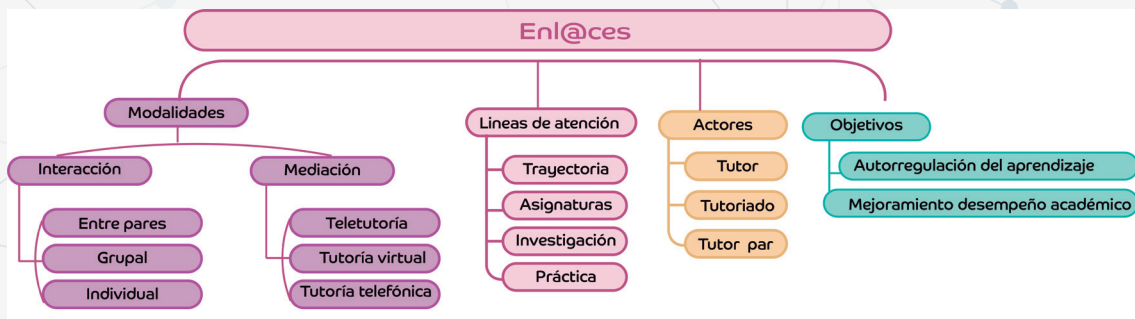 Enl@ces
Modalidades
Interacción
Entre pares
Grupal
Individual
Mediación
Teletutoría
Tutoría virtual
Tutoría telefónica
Lineas de atención
Trayectoria
Asignaturas
Investigación
Práctica
Actores
Tutor
Tutoriado
Tutor par
Objetivos
Autorregulación del aprendizaje
Mejoramiento desempeño académico